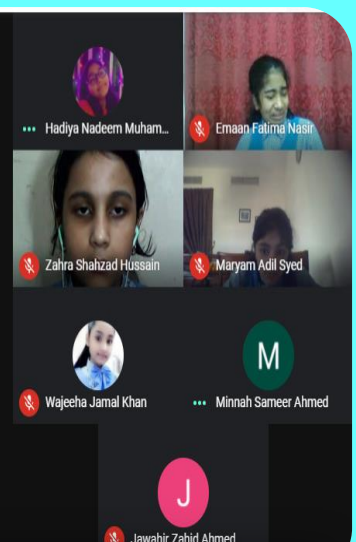 Hadiya Nadeem Muham...
Emaan Fatima Nasir
Zahra Shahzad Hussain
Maryam Adil Syed
Wajeeha Jamal Khan
M
Minnah Sameer Ahmed
J
Jawahir Zahid Ahmed